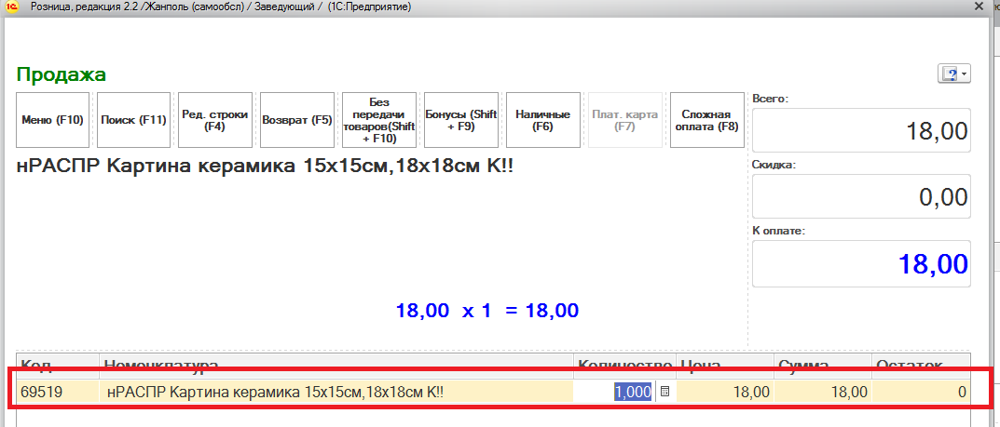 Розница, редакция 2.2 /Жанполь (самообсл) / Заведующий / (1С:Предприятие)
Продажа
Меню (F10)
Поиск (F11)
Ред. строки
(F4)
Возврат (F5)
Без
передачи
товаров(Shift
+ F10)
Бонусы (Shift
+ F9)
Наличные
(F6)
Плат. карта
(F7)
Сложная
оплата (F8)
Всего:
18,00
нРАСПР Картина керамика 15х15см,18х18см К!!
Скидка:
0,00
К оплате:
18,00
18,00 х 1 = 18,00
Код Номенклатура Количество Цена Сумма Остаток
69519 нРАСПР Картина керамика 15х15см,18х18см К!! 1,000 18,00 18,00 0